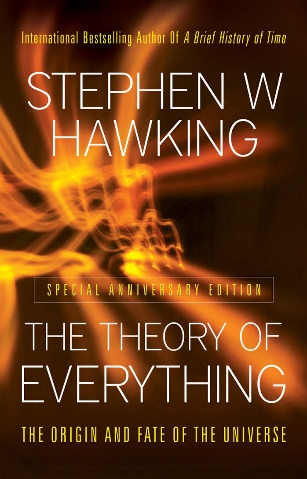 International Bestselling Author Of A Brief History of Time
STEPHEN W
HAWKING
SPECIAL ANNIVERSARY EDITION
THE THEORY OF
EVERYTHING
THE ORIGIN AND FATE OF THE UNIVERSE